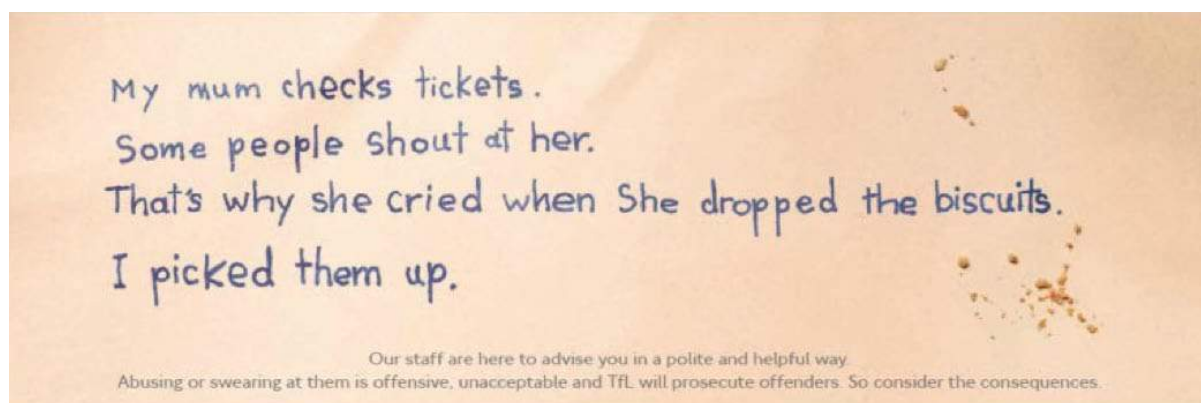 My mum checks tickets.
Some people shout at her.
That's why she cried when She dropped the biscuits.
I picked them up.
Our staff are here to advise you in a polite and helpful way.
Abusing or swearing at them is offensive, unacceptable and TfL will prosecute offenders. So consider the consequences.